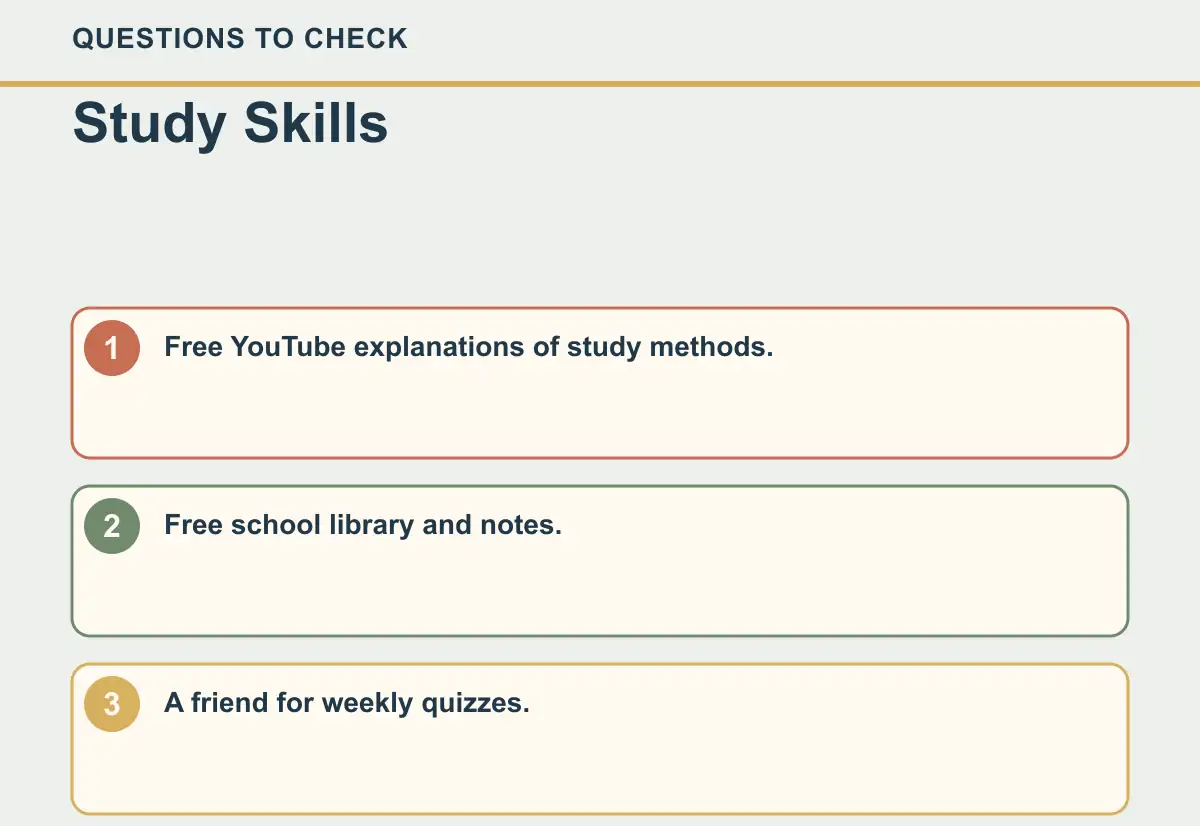 QUESTIONS TO CHECK
Study Skills
1 Free YouTube explanations of study methods.
2 Free school library and notes.
3 A friend for weekly quizzes.